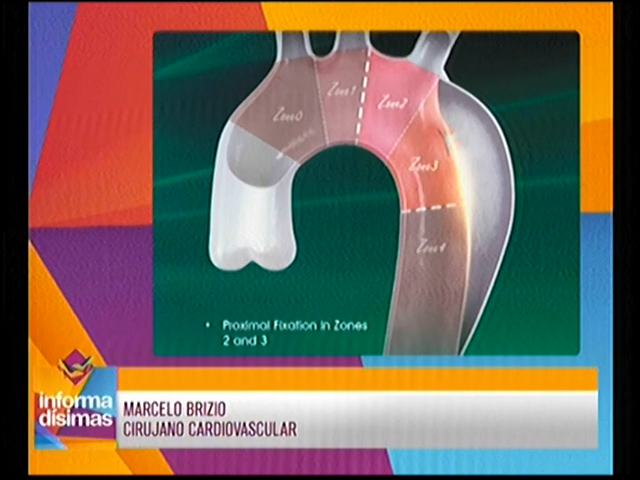 Zone 0
Zone 1
Zone 2
Zone 3
Zone 4
• Proximal Fixation in Zones
2 and 3
informa
dísimas
MARCELO BRIZIO
CIRUJANO CARDIOVASCULAR